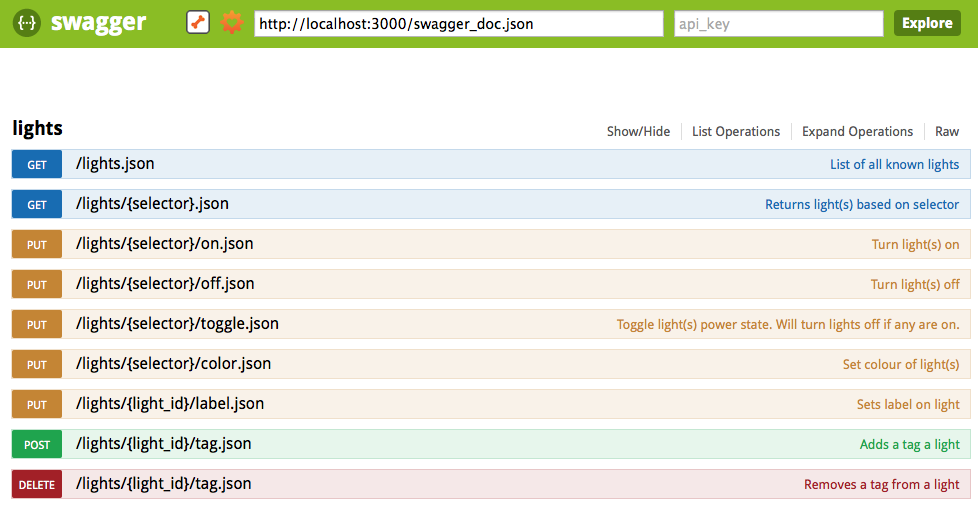 {··} swagger http://localhost:3000/swagger_doc.json api_key Explore
lights Show/Hide List Operations Expand Operations Raw
GET /lights.json List of all known lights
GET /lights/{selector}.json Returns light(s) based on selector
PUT /lights/{selector}/on.json Turn light(s) on
PUT /lights/{selector}/off.json Turn light(s) off
PUT /lights/{selector}/toggle.json Toggle light(s) power state. Will turn lights off if any are on.
PUT /lights/{selector}/color.json Set colour of light(s)
PUT /lights/{light_id}/label.json Sets label on light
POST /lights/{light_id}/tag.json Adds a tag a light
DELETE /lights/{light_id}/tag.json Removes a tag from a light